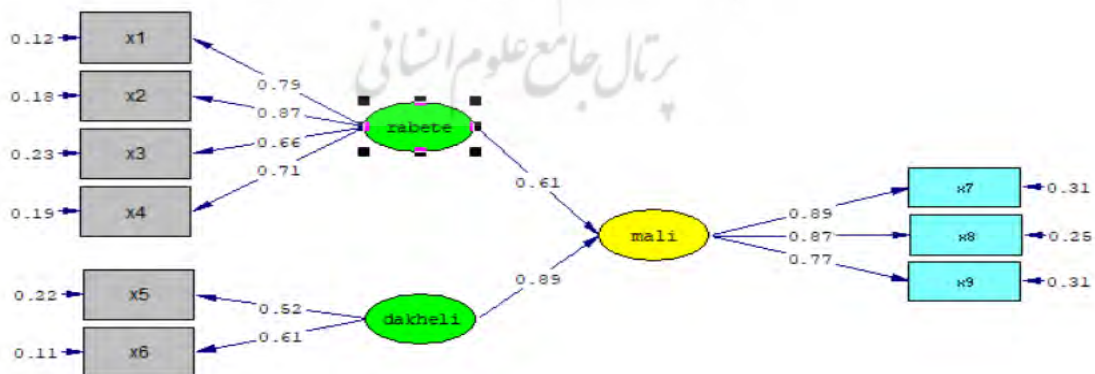 پرتال جامع علوم انسانی
0.12 x1
0.79
0.18 x2
0.87
rabete
0.23 x3
0.66
0.71
0.19 x4
0.61
x7 0.31
0.89
mali
0.87
x8 0.25
0.77
x9 0.31
0.89
0.22 x5
0.52
dakheli
0.61
0.11 x6